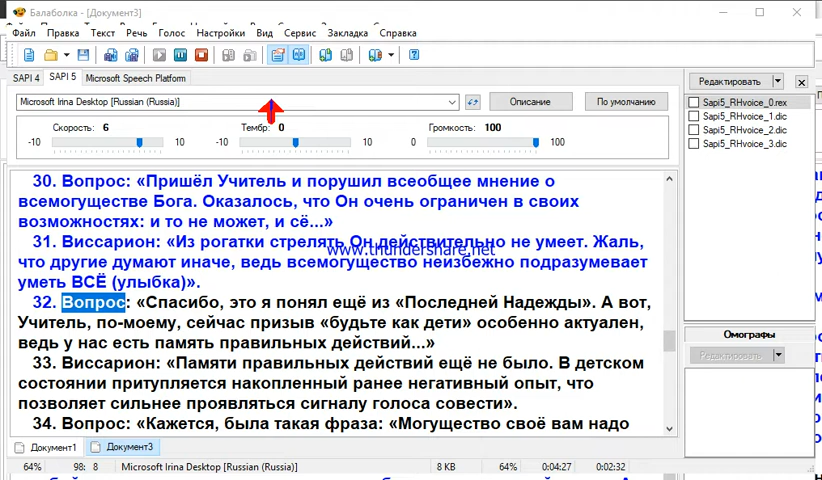 Балаболка - [Документ3]
Файл Правка Текст Речь Голос Настройки Вид Сервис Закладка Справка
SAPI 4 SAPI 5 Microsoft Speech Platform
Microsoft Irina Desktop [Russian (Russia)]
Описание По умолчанию
Скорость: 6 Тембр: 0 Громкость: 100
-10 10 -10 10 0 100
Редактировать
Sapi5_RHvoice_0.rex
Sapi5_RHvoice_1.dic
Sapi5_RHvoice_2.dic
Sapi5_RHvoice_3.dic
30. Вопрос: «Пришёл Учитель и порушил всеобщее мнение о
всемогуществе Бога. Оказалось, что Он очень ограничен в своих
возможностях: и то не может, и сё...»
31. Виссарион: «Из рогатки стрелять Он действительно не умеет. Жаль,
www.thundershare.net
что другие думают иначе, ведь всемогущество неизбежно подразумевает
уметь ВСЁ (улыбка)».
32. Вопрос: «Спасибо, это я понял ещё из «Последней Надежды». А вот,
Учитель, по-моему, сейчас призыв «будьте как дети» особенно актуален,
ведь у нас есть память правильных действий...»
33. Виссарион: «Памяти правильных действий ещё не было. В детском
состоянии притупляется накопленный ранее негативный опыт, что
позволяет сильнее проявляться сигналу голоса совести».
34. Вопрос: «Кажется, была такая фраза: «Могущество своё вам надо
Омографы
Редактировать
Документ1 Документ3
64% 98: 8 Microsoft Irina Desktop [Russian (Russia)] 8 KB 64% 0:04:27 0:02:32